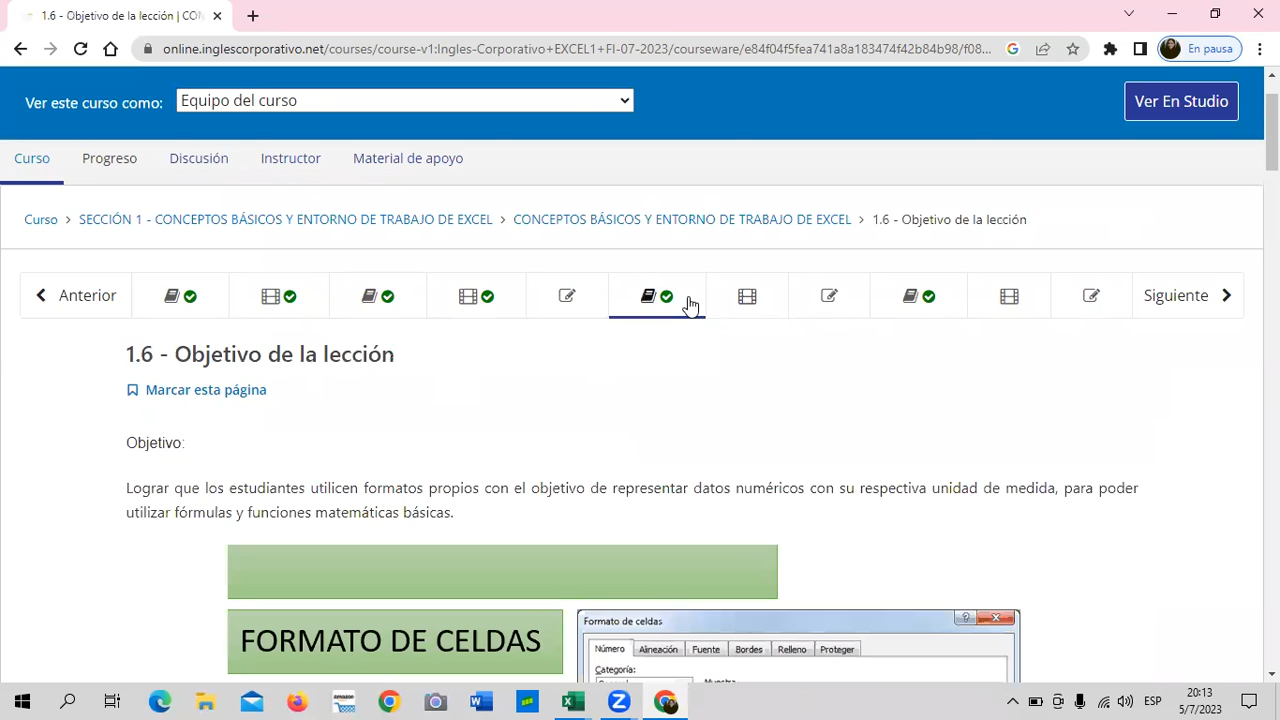 1.6 - Objetivo de la lección | CON
online.inglescorporativo.net/courses/course-v1:Ingles-Corporativo+EXCEL1+FI-07-2023/courseware/e84f04f5fea741a8a183474f42b84b98/f08...
En pausa
Ver este curso como:
Equipo del curso
Ver En Studio
Curso
Progreso
Discusión
Instructor
Material de apoyo
Curso > SECCIÓN 1 - CONCEPTOS BÁSICOS Y ENTORNO DE TRABAJO DE EXCEL > CONCEPTOS BÁSICOS Y ENTORNO DE TRABAJO DE EXCEL > 1.6 - Objetivo de la lección
Anterior
Siguiente
1.6 - Objetivo de la lección
Marcar esta página
Objetivo:
Lograr que los estudiantes utilicen formatos propios con el objetivo de representar datos numéricos con su respectiva unidad de medida, para poder
utilizar fórmulas y funciones matemáticas básicas.
FORMATO DE CELDAS
Formato de celdas
Número
Alineación
Fuente
Bordes
Relleno
Proteger
Categoría:
ESP
20:13
5/7/2023